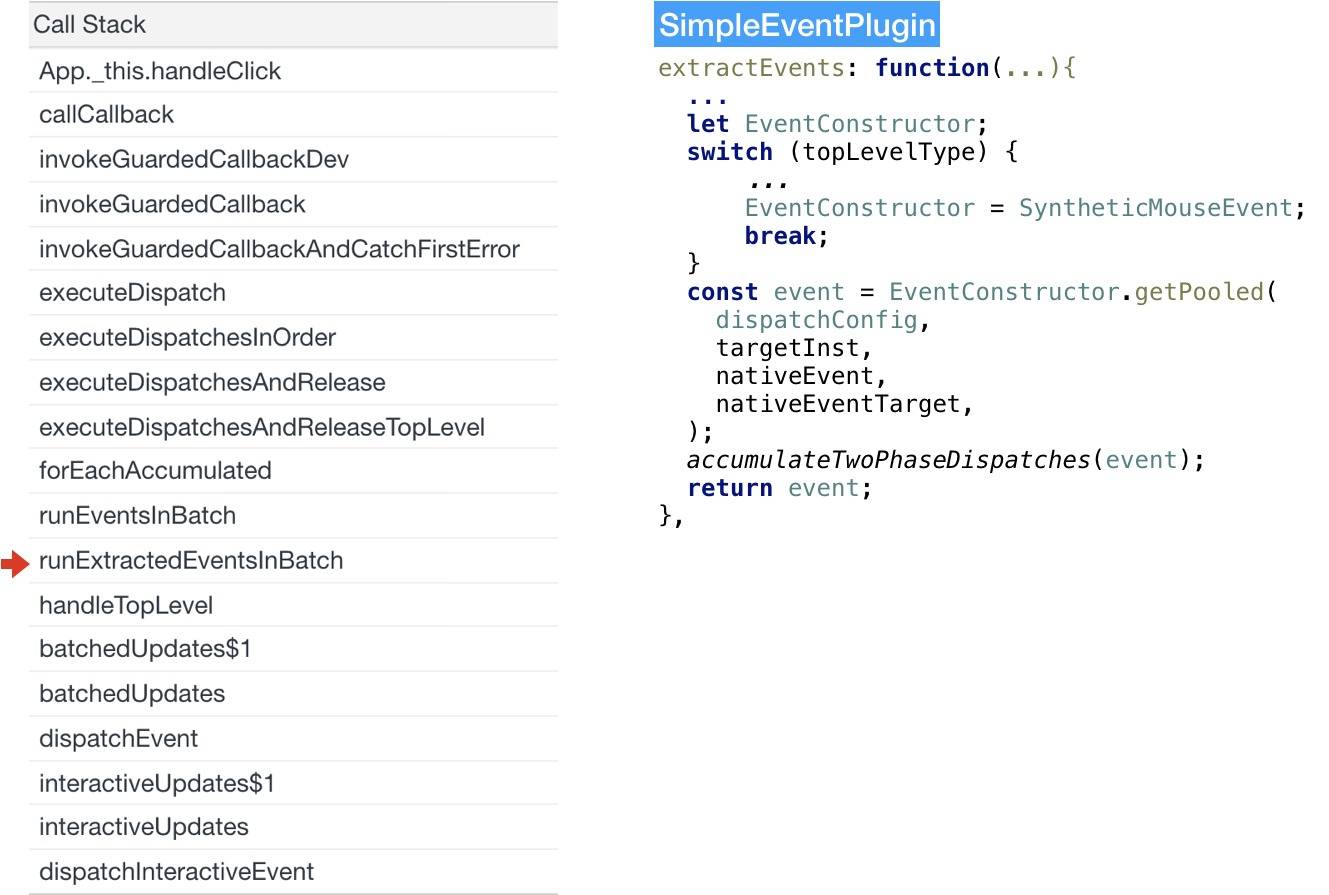 Call Stack
App._this.handleClick
callCallback
invokeGuardedCallbackDev
invokeGuardedCallback
invokeGuardedCallbackAndCatchFirstError
executeDispatch
executeDispatchesInOrder
executeDispatchesAndRelease
executeDispatchesAndReleaseTopLevel
forEachAccumulated
runEventsInBatch
runExtractedEventsInBatch
handleTopLevel
batchedUpdates$1
batchedUpdates
dispatchEvent
interactiveUpdates$1
interactiveUpdates
dispatchInteractiveEvent
SimpleEventPlugin
extractEvents: function(...){
  ...
  let EventConstructor;
  switch (topLevelType) {
      ...
      EventConstructor = SyntheticMouseEvent;
      break;
  }
  const event = EventConstructor.getPooled(
    dispatchConfig,
    targetInst,
    nativeEvent,
    nativeEventTarget,
  );
  accumulateTwoPhaseDispatches(event);
  return event;
},